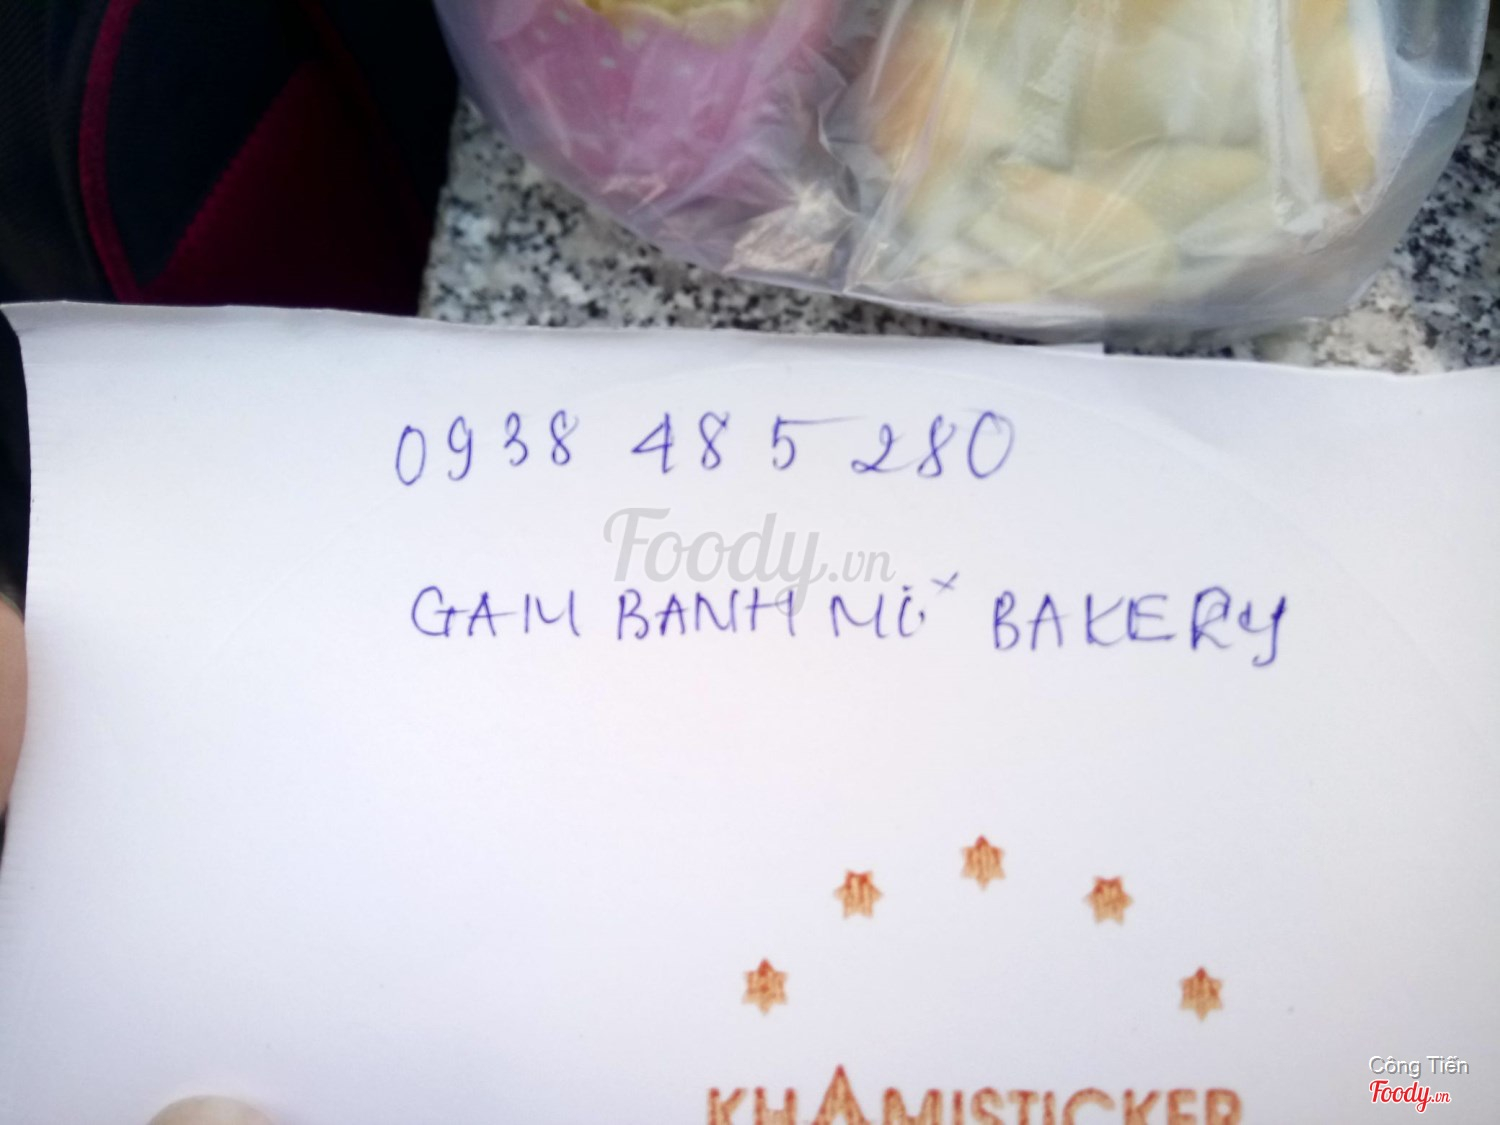 0938 485 280
Foody.vn
GAM BANH MÌ BAKERY
KHAMISTICKER
Công Tiến
Foody.vn